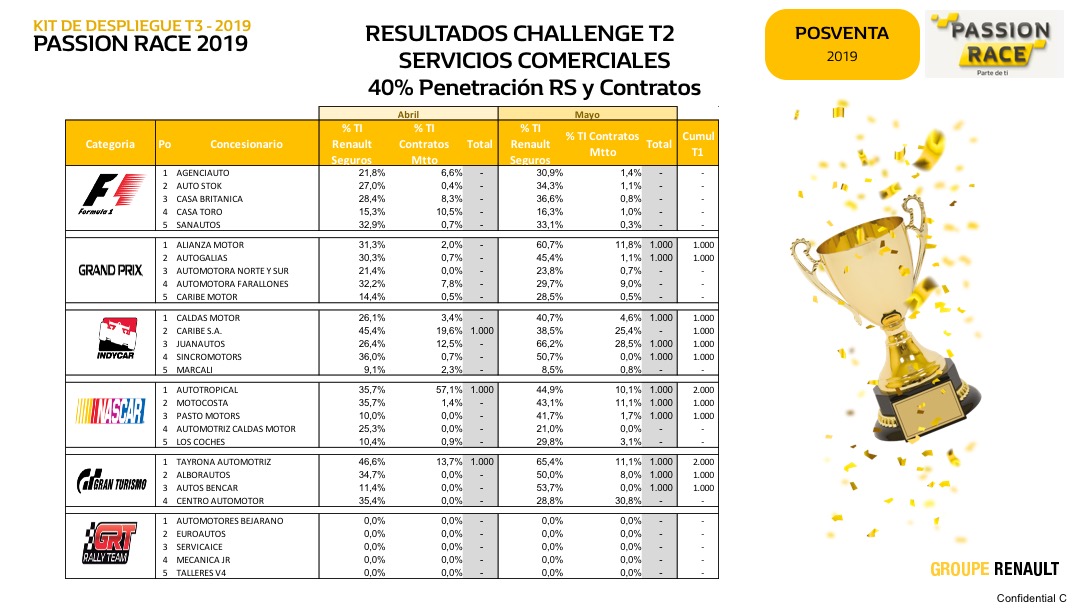 KIT DE DESPLIEGUE T3 - 2019
PASSION RACE 2019
RESULTADOS CHALLENGE T2
SERVICIOS COMERCIALES
40% Penetración RS y Contratos
POSVENTA
2019
PASSION
RACE
Parte de ti
Abril Mayo
Categoria Po Concesionario % TI Renault Seguros % TI Contratos Mtto Total % TI Renault Seguros % TI Contratos Mtto Total Cumul T1
F1 Formula 1
1 AGENCIAUTO 21,8% 6,6% - 30,9% 1,4% - -
2 AUTO STOK 27,0% 0,4% - 34,3% 1,1% - -
3 CASA BRITANICA 28,4% 8,3% - 36,6% 0,8% - -
4 CASA TORO 15,3% 10,5% - 16,3% 1,0% - -
5 SANAUTOS 32,9% 0,7% - 33,1% 0,3% - -
GRAND PRIX
1 ALIANZA MOTOR 31,3% 2,0% - 60,7% 11,8% 1.000 1.000
2 AUTOGALIAS 30,3% 0,7% - 45,4% 1,1% 1.000 1.000
3 AUTOMOTORA NORTE Y SUR 21,4% 0,0% - 23,8% 0,7% - -
4 AUTOMOTORA FARALLONES 32,2% 7,8% - 29,7% 9,0% - -
5 CARIBE MOTOR 14,4% 0,5% - 28,5% 0,5% - -
INDYCAR
1 CALDAS MOTOR 26,1% 3,4% - 40,7% 4,6% 1.000 1.000
2 CARIBE S.A. 45,4% 19,6% 1.000 38,5% 25,4% - 1.000
3 JUANAUTOS 26,4% 12,5% - 66,2% 28,5% 1.000 1.000
4 SINCROMOTORS 36,0% 0,7% - 50,7% 0,0% 1.000 1.000
5 MARCALI 9,1% 2,3% - 8,5% 0,8% - -
NASCAR
1 AUTOTROPICAL 35,7% 57,1% 1.000 44,9% 10,1% 1.000 2.000
2 MOTOCOSTA 35,7% 1,4% - 43,1% 11,1% 1.000 1.000
3 PASTO MOTORS 10,0% 0,0% - 41,7% 1,7% 1.000 1.000
4 AUTOMOTRIZ CALDAS MOTOR 25,3% 0,0% - 21,0% 0,0% - -
5 LOS COCHES 10,4% 0,9% - 29,8% 3,1% - -
GRAN TURISMO
1 TAYRONA AUTOMOTRIZ 46,6% 13,7% 1.000 65,4% 11,1% 1.000 2.000
2 ALBORAUTOS 34,7% 0,0% - 50,0% 8,0% 1.000 1.000
3 AUTOS BENCAR 11,4% 0,0% - 53,7% 0,0% 1.000 1.000
4 CENTRO AUTOMOTOR 35,4% 0,0% - 28,8% 30,8% - -
GRT
RALLY TEAM
1 AUTOMOTORES BEJARANO 0,0% 0,0% - 0,0% 0,0% - -
2 EUROAUTOS 0,0% 0,0% - 0,0% 0,0% - -
3 SERVICAICE 0,0% 0,0% - 0,0% 0,0% - -
4 MECANICA JR 0,0% 0,0% - 0,0% 0,0% - -
5 TALLERES V4 0,0% 0,0% - 0,0% 0,0% - -
GROUPE RENAULT
Confidential C